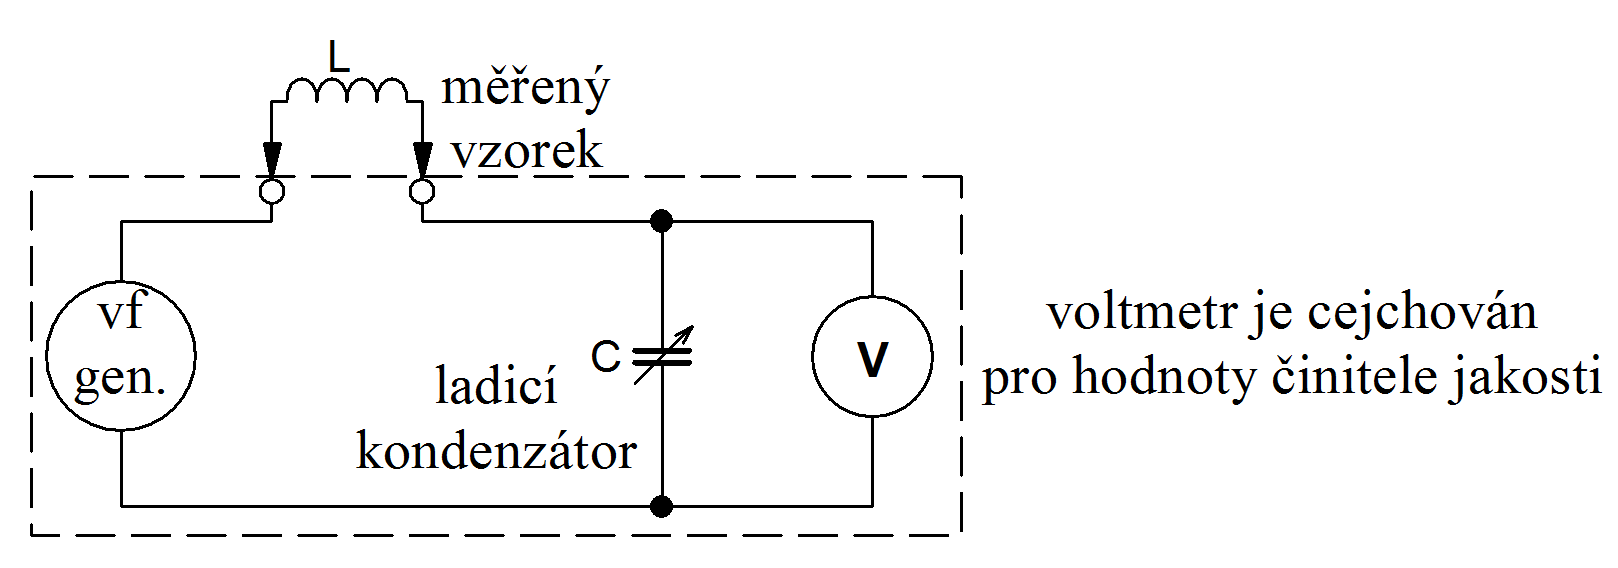 L
měřený
vzorek
vf
gen.
ladicí
kondenzátor
C
V
voltmetr je cejchován
pro hodnoty činitele jakosti